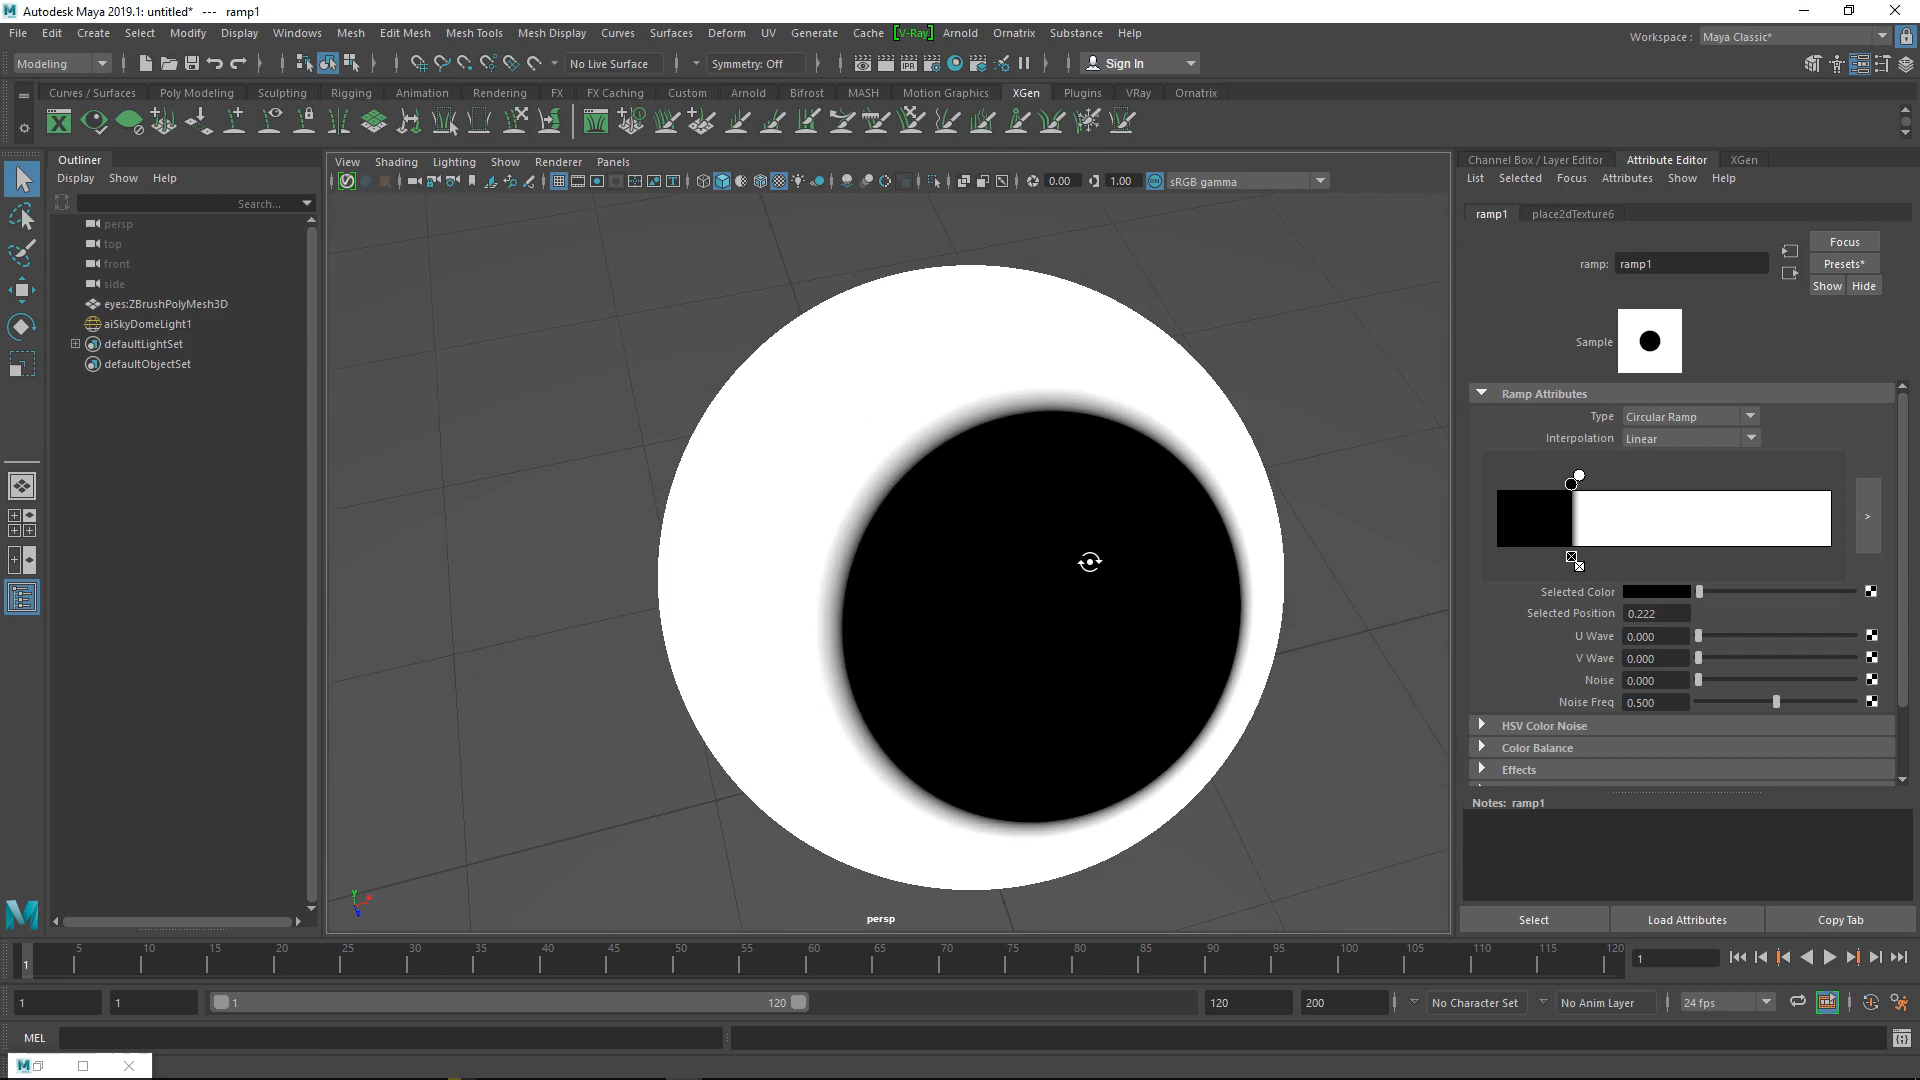 Autodesk Maya 2019.1: untitled*   ---   ramp1
File Edit Create Select Modify Display Windows Mesh Edit Mesh Mesh Tools Mesh Display Curves Surfaces Deform UV Generate Cache [V-Ray] Arnold Ornatrix Substance Help
Workspace : Maya Classic*
Modeling No Live Surface Symmetry: Off Sign In
Curves / Surfaces Poly Modeling Sculpting Rigging Animation Rendering FX FX Caching Custom Arnold Bifrost MASH Motion Graphics XGen Plugins VRay Ornatrix
Outliner
Display Show Help
Search...
persp
top
front
side
eyes:ZBrushPolyMesh3D
aiSkyDomeLight1
defaultLightSet
defaultObjectSet
View Shading Lighting Show Renderer Panels
0.00 1.00 ON sRGB gamma
persp
Channel Box / Layer Editor Attribute Editor XGen
List Selected Focus Attributes Show Help
ramp1 place2dTexture6
Focus
ramp: ramp1
Presets*
Show Hide
Sample
Ramp Attributes
Type Circular Ramp
Interpolation Linear
>
Selected Color
Selected Position 0.222
U Wave 0.000
V Wave 0.000
Noise 0.000
Noise Freq 0.500
HSV Color Noise
Color Balance
Effects
Notes: ramp1
Select Load Attributes Copy Tab
5 10 15 20 25 30 35 40 45 50 55 60 65 70 75 80 85 90 95 100 105 110 115 120
1
1
1 1 1 120 120 200 No Character Set No Anim Layer 24 fps
MEL